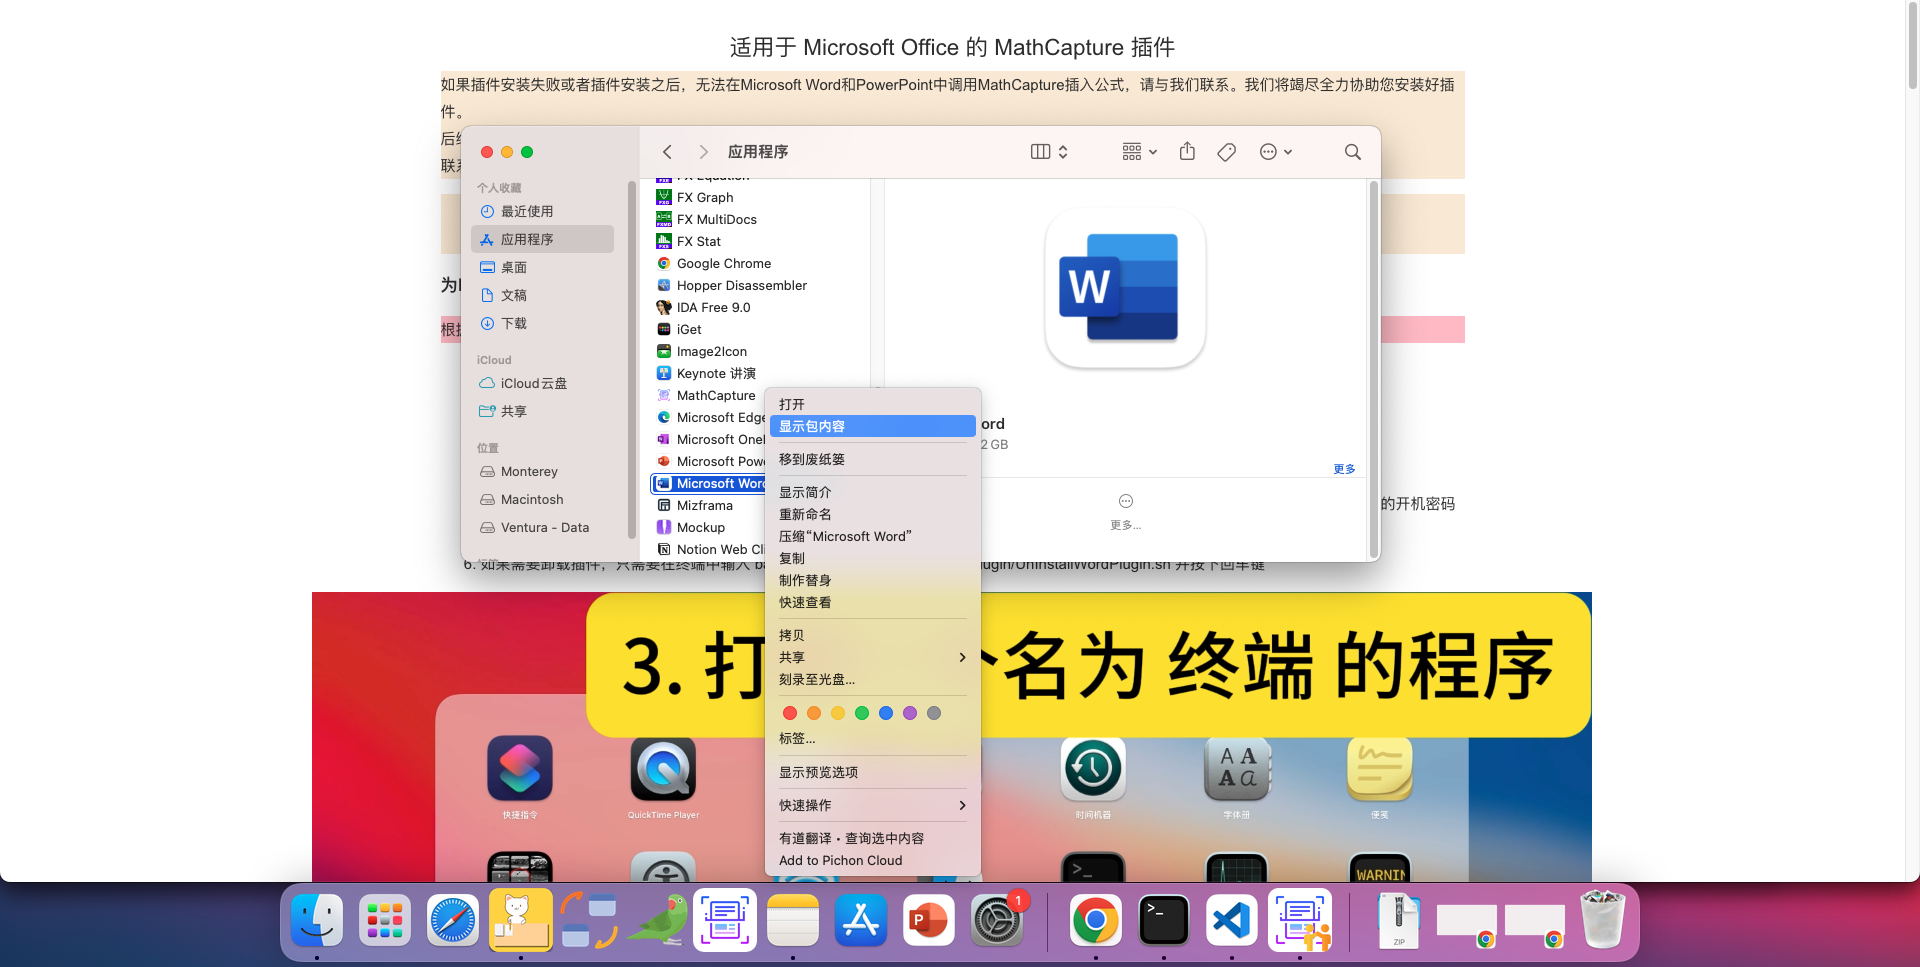 适用于 Microsoft Office 的 MathCapture 插件
如果插件安装失败或者插件安装之后，无法在Microsoft Word和PowerPoint中调用MathCapture插入公式，请与我们联系。我们将竭尽全力协助您安装好插
件。
联系
应用程序
个人收藏
最近使用
应用程序
桌面
文稿
下载
iCloud
iCloud云盘
共享
位置
Monterey
Macintosh
Ventura - Data
FX Equation
FX Graph
FX MultiDocs
FX Stat
Google Chrome
Hopper Disassembler
IDA Free 9.0
iGet
Image2Icon
Keynote 讲演
MathCapture
Microsoft Edge
Microsoft One
Microsoft Pow
Microsoft Word
Mizframa
Mockup
Notion Web Cli
W
ord
2 GB
更多
更多...
打开
显示包内容
移到废纸篓
显示简介
重新命名
压缩“Microsoft Word”
复制
制作替身
快速查看
拷贝
共享
刻录至光盘...
标签...
显示预览选项
快速操作
有道翻译 • 查询选中内容
Add to Pichon Cloud
的开机密码
6. 如果需要卸载插件，只需要在终端中输入 ba
ugin/UninstallWordPlugin.sh 并按下回车键
3. 打
个名为 终端 的程序
快捷指令
QuickTime Player
时间机器
字体册
便笺
WARNIN
1
ZIP